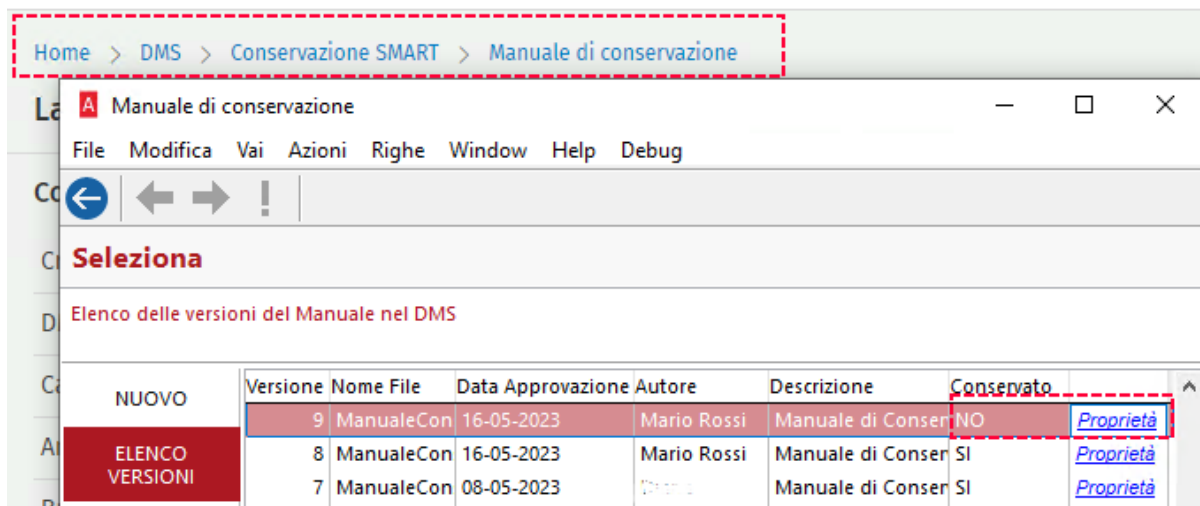 Home > DMS > Conservazione SMART > Manuale di conservazione
La
A Manuale di conservazione
File Modifica Vai Azioni Righe Window Help Debug
Co
Seleziona
Cr
Elenco delle versioni del Manuale nel DMS
D
Ca
NUOVO
Versione Nome File Data Approvazione Autore Descrizione Conservato
9 ManualeCon 16-05-2023 Mario Rossi Manuale di Conser NO Proprietà
Ar
ELENCO
VERSIONI
8 ManualeCon 16-05-2023 Mario Rossi Manuale di Conser SI Proprietà
7 ManualeCon 08-05-2023 Manuale di Conser SI Proprietà